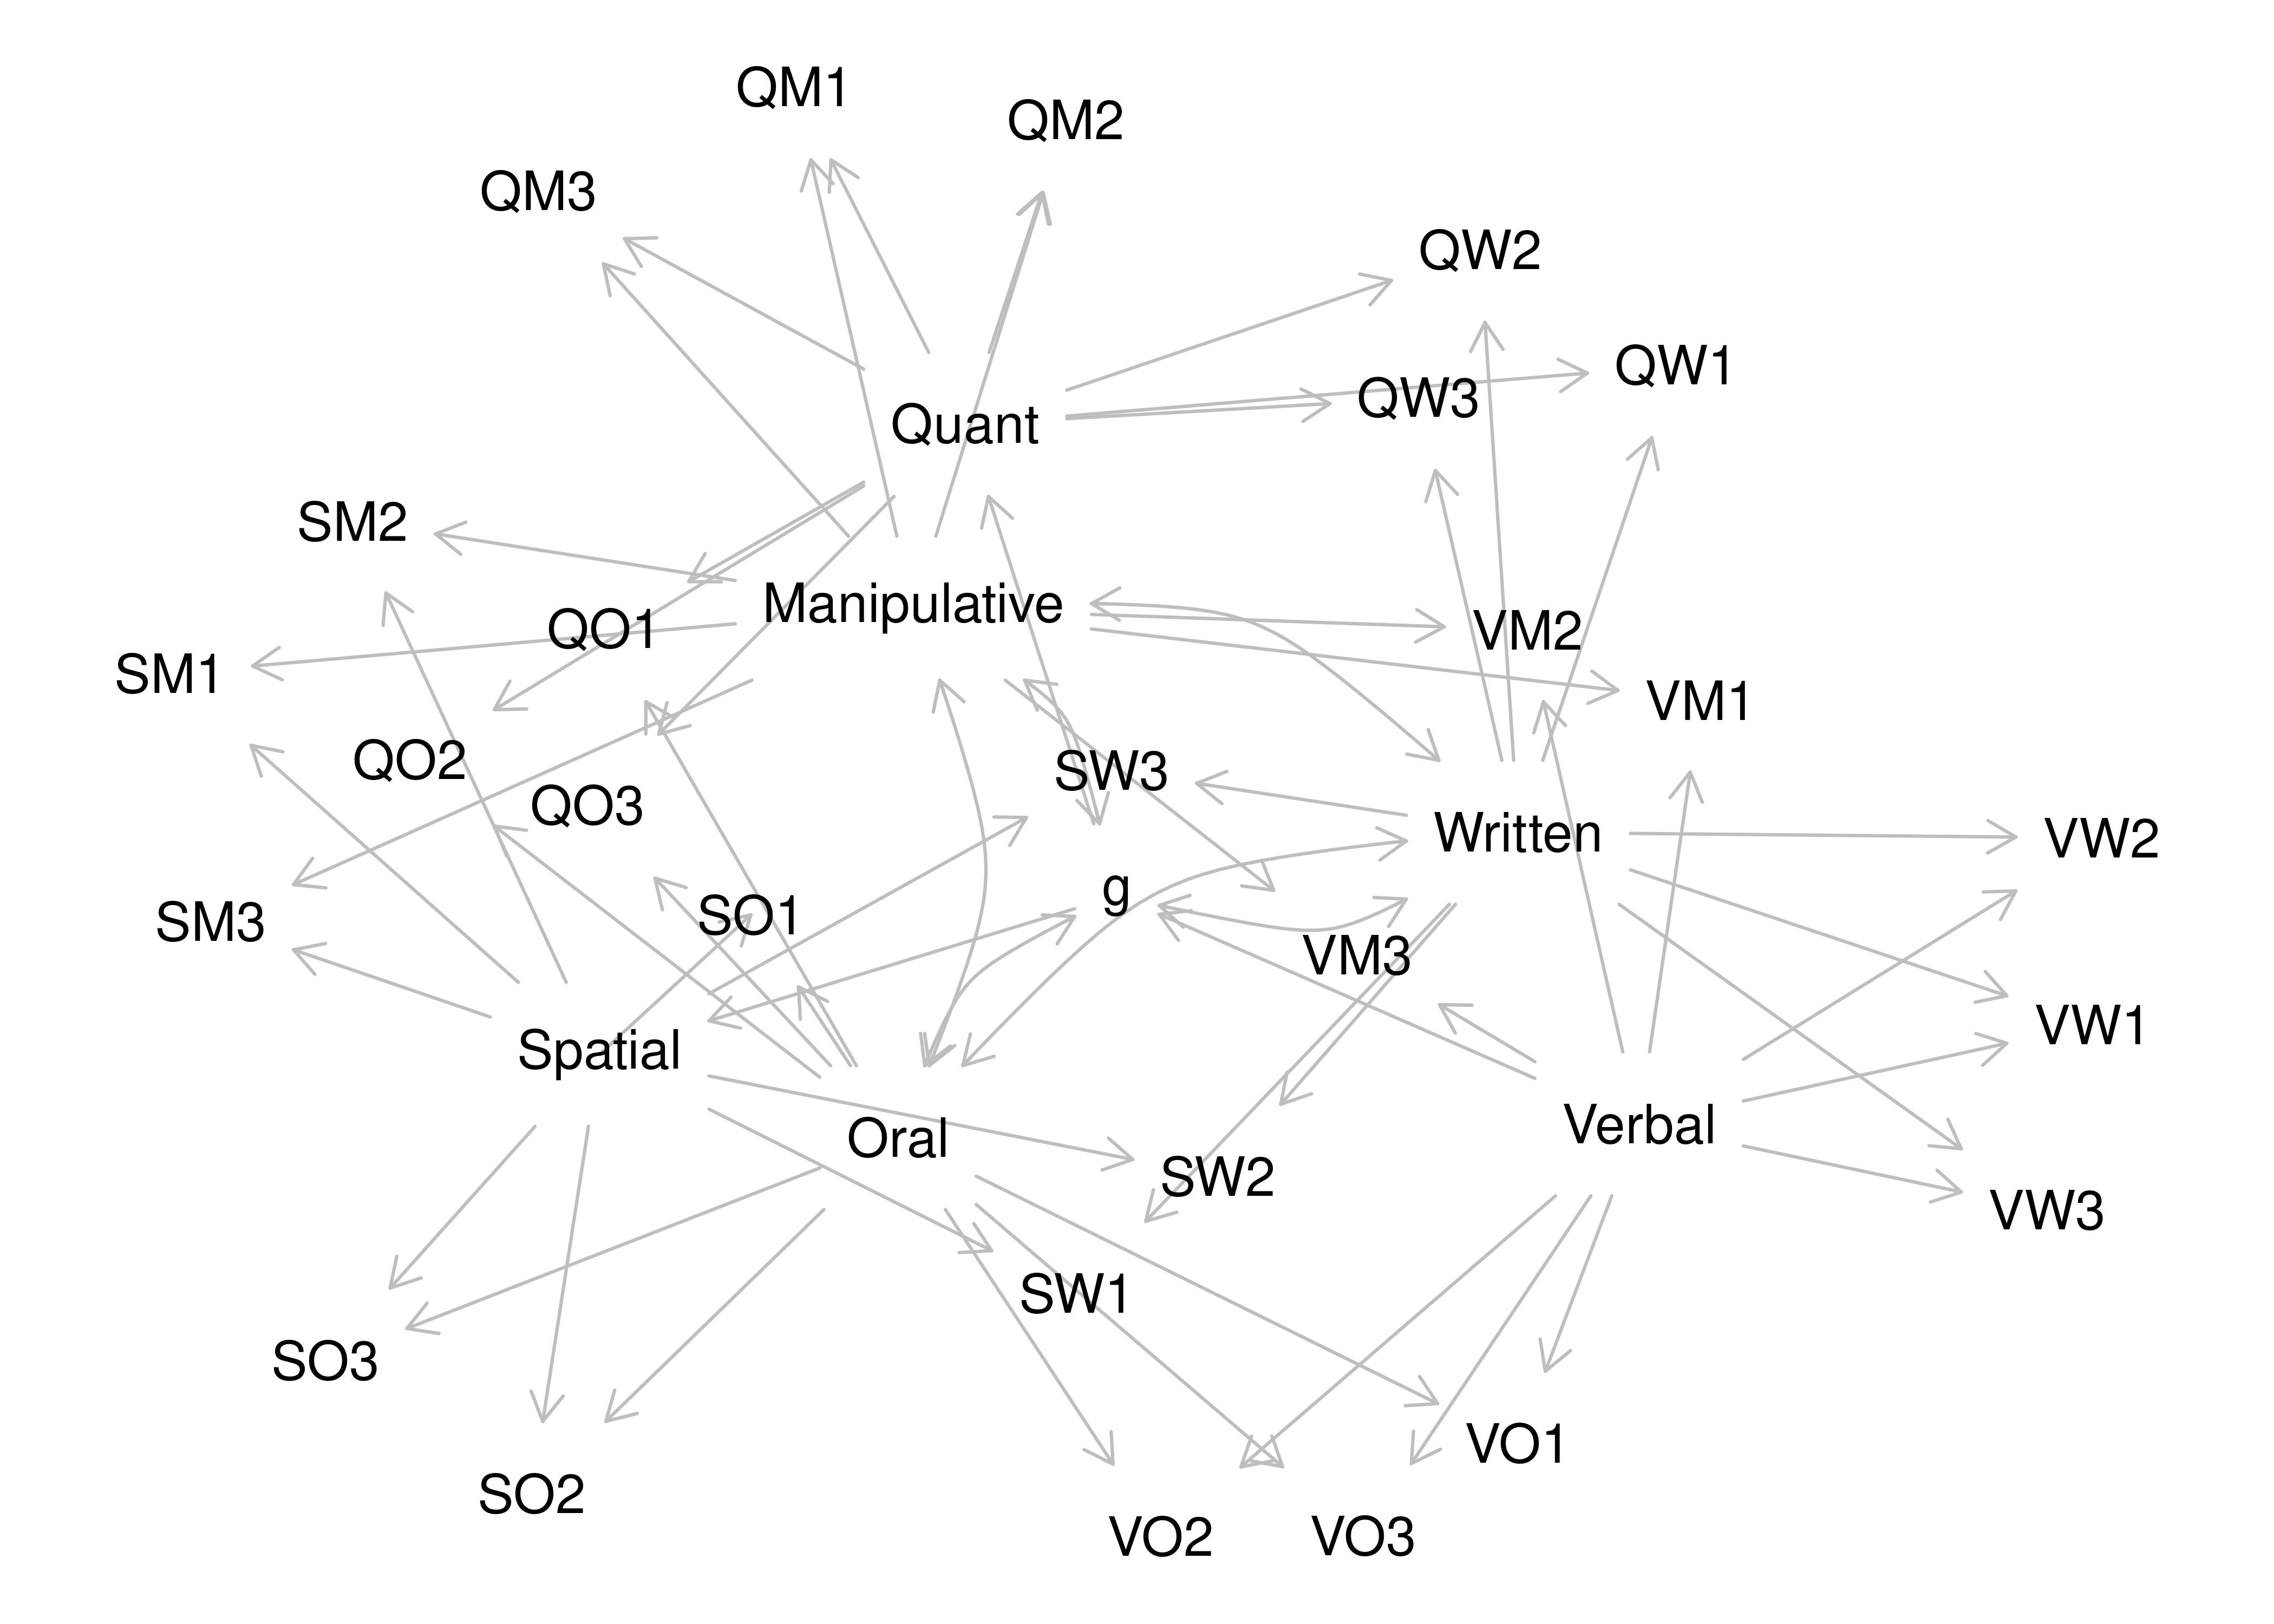 QM1
QM2
QM3
QW2
QW1
QW3
Quant
SM2
Manipulative
QO1
VM2
SM1
VM1
QO2
SW3
QO3
Written
VW2
g
SO1
SM3
VM3
VW1
Spatial
Verbal
Oral
SW2
VW3
SW1
SO3
VO1
SO2
VO2
VO3